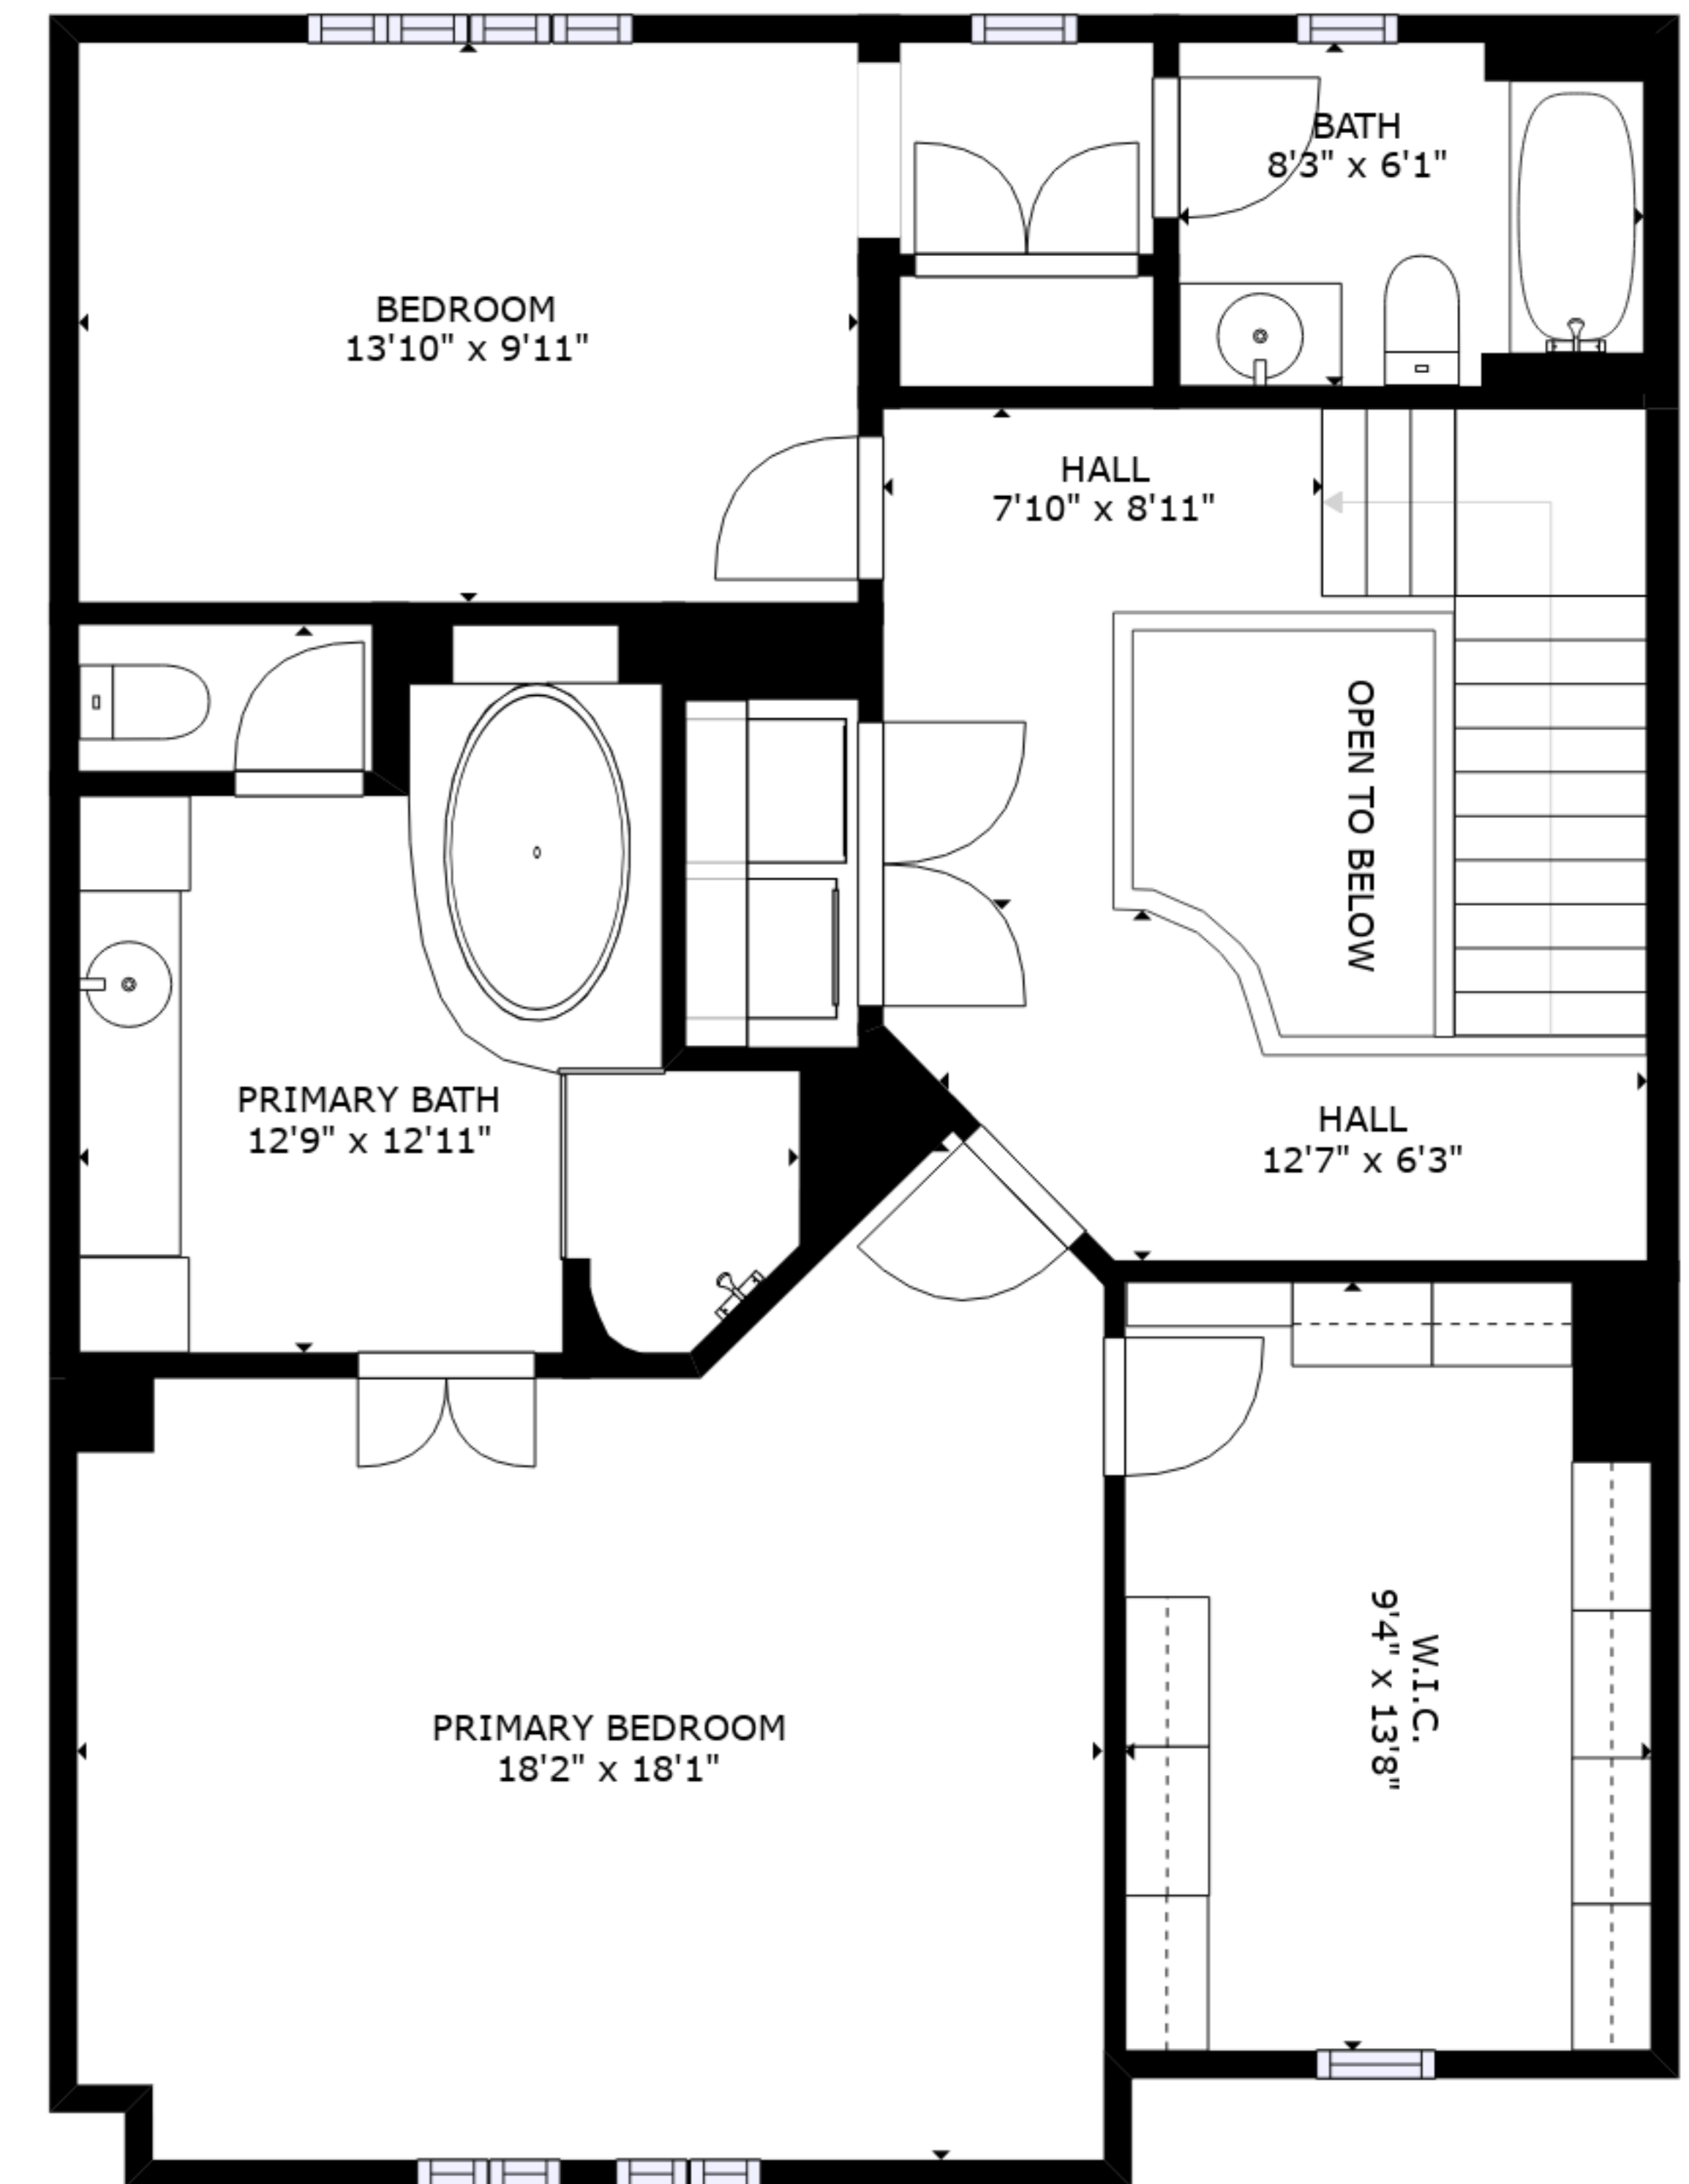 BATH
8'3" x 6'1"
BEDROOM
13'10" x 9'11"
HALL
7'10" x 8'11"
OPEN TO BELOW
PRIMARY BATH
12'9" x 12'11"
HALL
12'7" x 6'3"
W.I.C.
9'4" x 13'8"
PRIMARY BEDROOM
18'2" x 18'1"